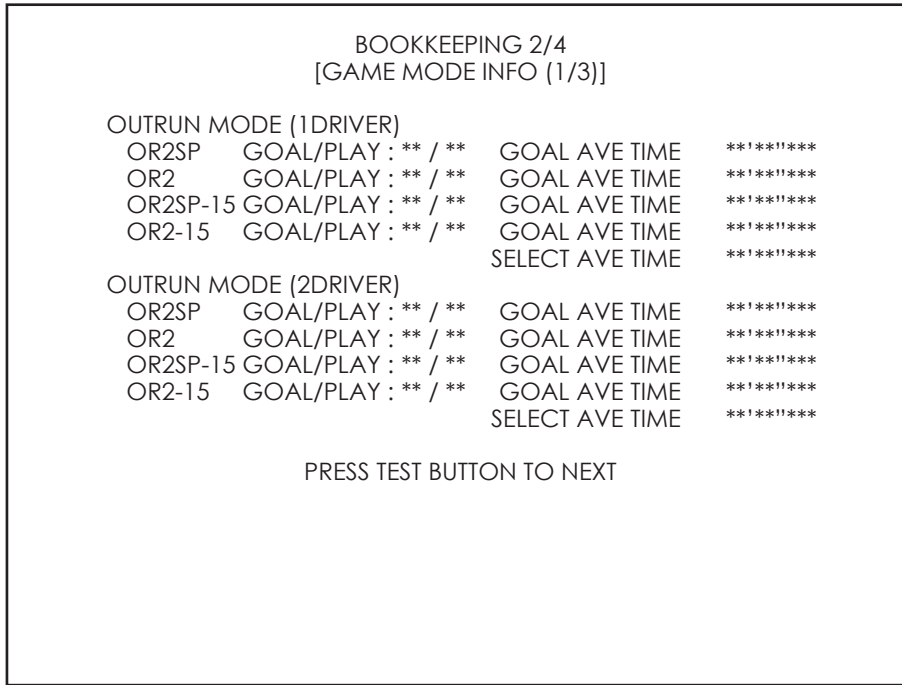 BOOKKEEPING 2/4
[GAME MODE INFO (1/3)]
OUTRUN MODE (1DRIVER)
OR2SP GOAL/PLAY : ** / ** GOAL AVE TIME **'**"***
OR2 GOAL/PLAY : ** / ** GOAL AVE TIME **'**"***
OR2SP-15 GOAL/PLAY : ** / ** GOAL AVE TIME **'**"***
OR2-15 GOAL/PLAY : ** / ** GOAL AVE TIME **'**"***
SELECT AVE TIME **'**"***
OUTRUN MODE (2DRIVER)
OR2SP GOAL/PLAY : ** / ** GOAL AVE TIME **'**"***
OR2 GOAL/PLAY : ** / ** GOAL AVE TIME **'**"***
OR2SP-15 GOAL/PLAY : ** / ** GOAL AVE TIME **'**"***
OR2-15 GOAL/PLAY : ** / ** GOAL AVE TIME **'**"***
SELECT AVE TIME **'**"***
PRESS TEST BUTTON TO NEXT